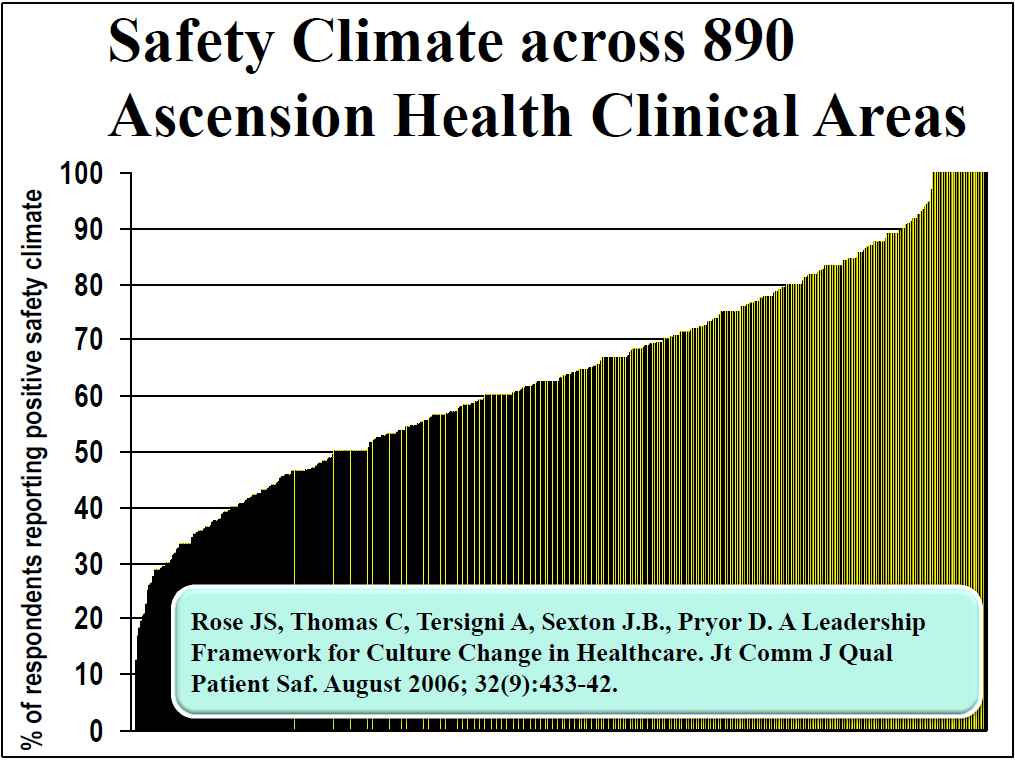 Safety Climate across 890
Ascension Health Clinical Areas
% of respondents reporting positive safety climate
100
90
80
70
60
50
40
30
20
10
0
Rose JS, Thomas C, Tersigni A, Sexton J.B., Pryor D. A Leadership
Framework for Culture Change in Healthcare. Jt Comm J Qual
Patient Saf. August 2006; 32(9):433-42.